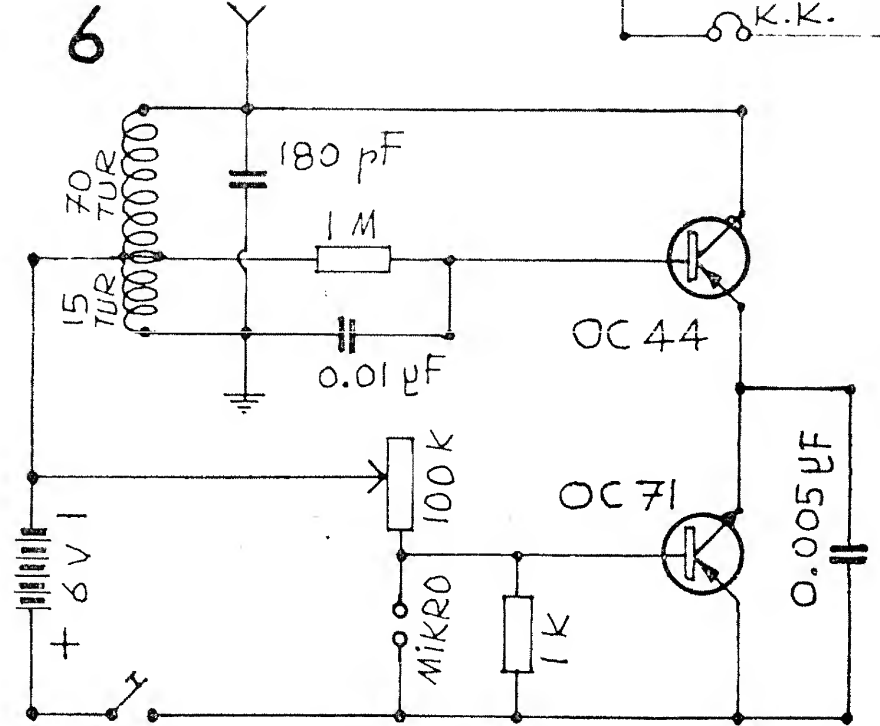 6
K.K.
180 pF
70
TUR
1 M
15
TUR
0.01 µF
OC 44
100 K
OC 71
0.005 µF
6 V
+
MiKRO
1 K